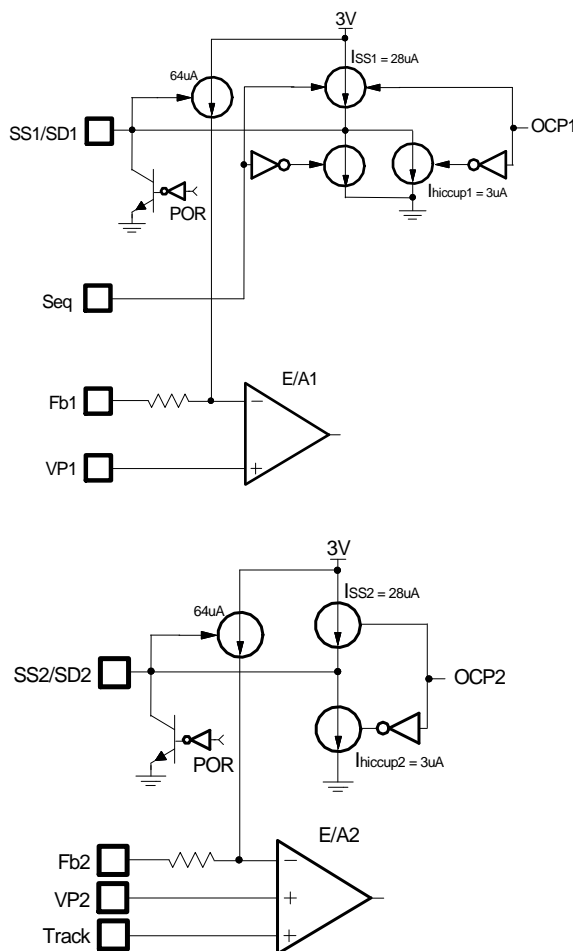 3V
ISS1 = 28uA
64uA
SS1/SD1
OCP1
Ihiccup1 = 3uA
POR
Seq
E/A1
Fb1
−
VP1
+
3V
ISS2 = 28uA
64uA
SS2/SD2
OCP2
POR
Ihiccup2 = 3uA
E/A2
Fb2
−
VP2
+
Track
+